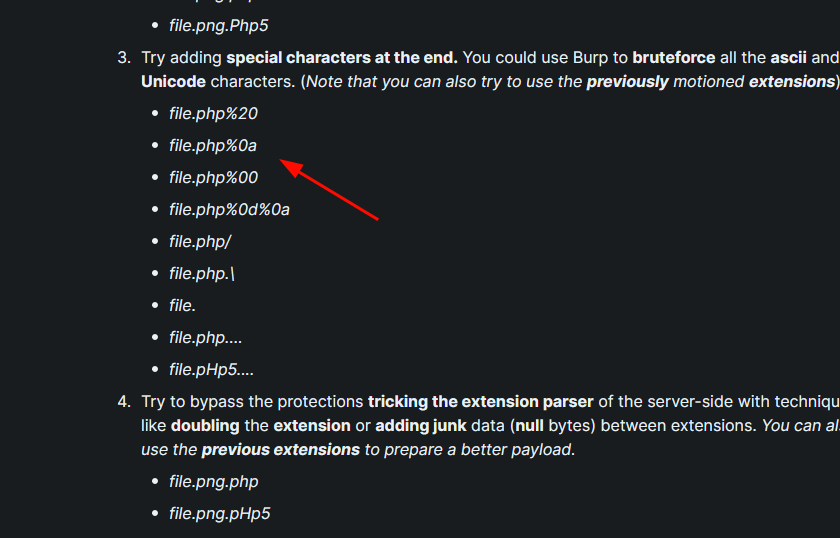 file.png.Php5
3. Try adding special characters at the end. You could use Burp to bruteforce all the ascii and
Unicode characters. (Note that you can also try to use the previously motioned extensions)
file.php%20
file.php%0a
file.php%00
file.php%0d%0a
file.php/
file.php.\
file.
file.php....
file.pHp5....
4. Try to bypass the protections tricking the extension parser of the server-side with techniqu
like doubling the extension or adding junk data (null bytes) between extensions. You can al
use the previous extensions to prepare a better payload.
file.png.php
file.png.pHp5